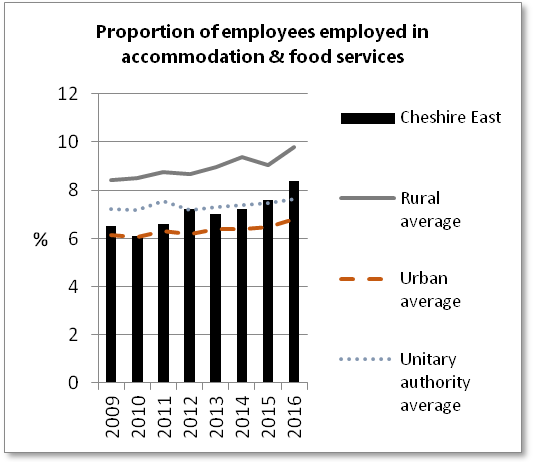 Proportion of employees employed in
accommodation & food services
12
10
8
6
4
2
0
%
2009
2010
2011
2012
2013
2014
2015
2016
Cheshire East
Rural
average
Urban
average
Unitary
authority
average